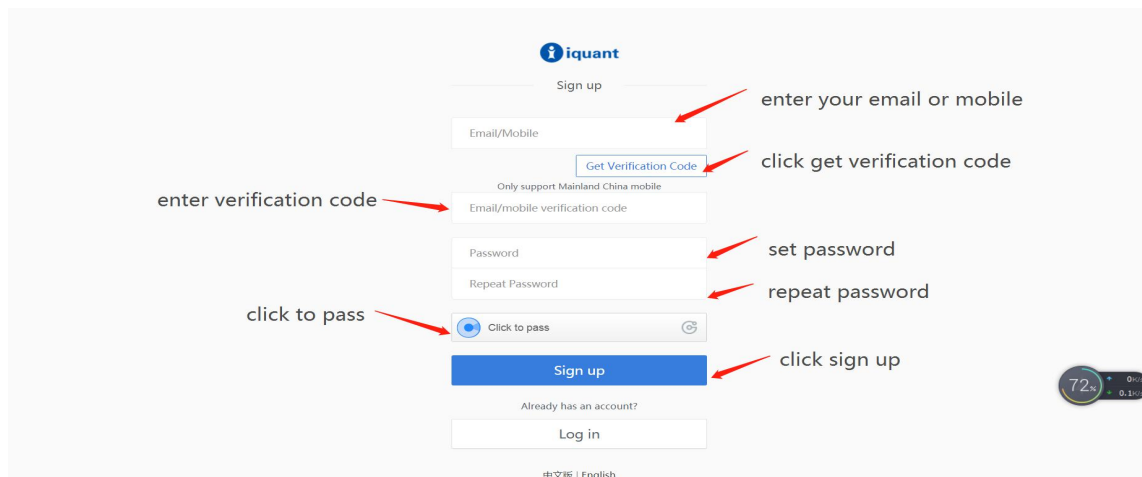 iquant
Sign up
enter your email or mobile
Email/Mobile
Get Verification Code
click get verification code
Only support Mainland China mobile
enter verification code
Email/mobile verification code
Password
set password
Repeat Password
repeat password
click to pass
Click to pass
Sign up
click sign up
72%
0K/s
0.1K/s
Already has an account?
Log in
中文版 | English